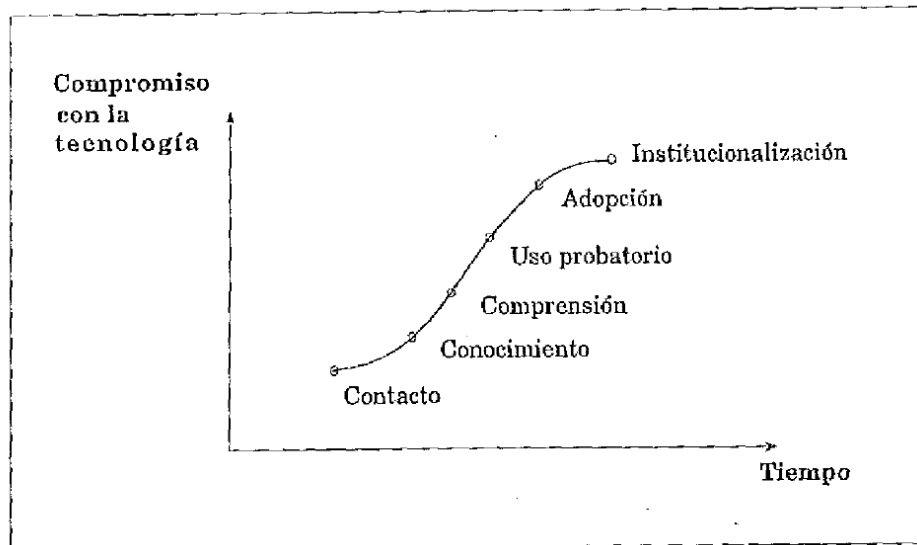 Compromiso
con la
tecnología
Institucionalización
Adopción
Uso probatorio
Comprensión
Conocimiento
Contacto
Tiempo